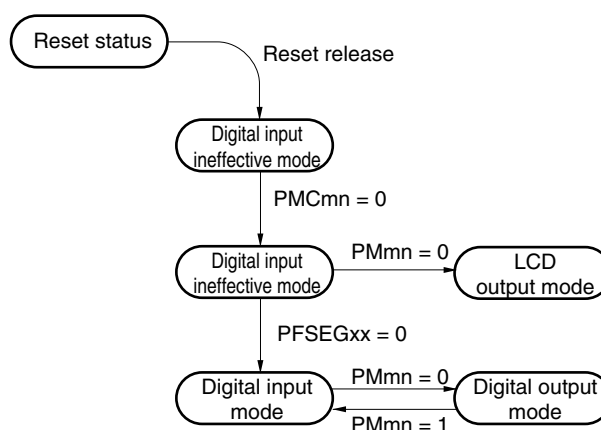 Reset status
Reset release
Digital input
ineffective mode
PMCmn = 0
Digital input
ineffective mode
PMmn = 0
LCD
output mode
PFSEGxx = 0
Digital input
mode
PMmn = 0
PMmn = 1
Digital output
mode